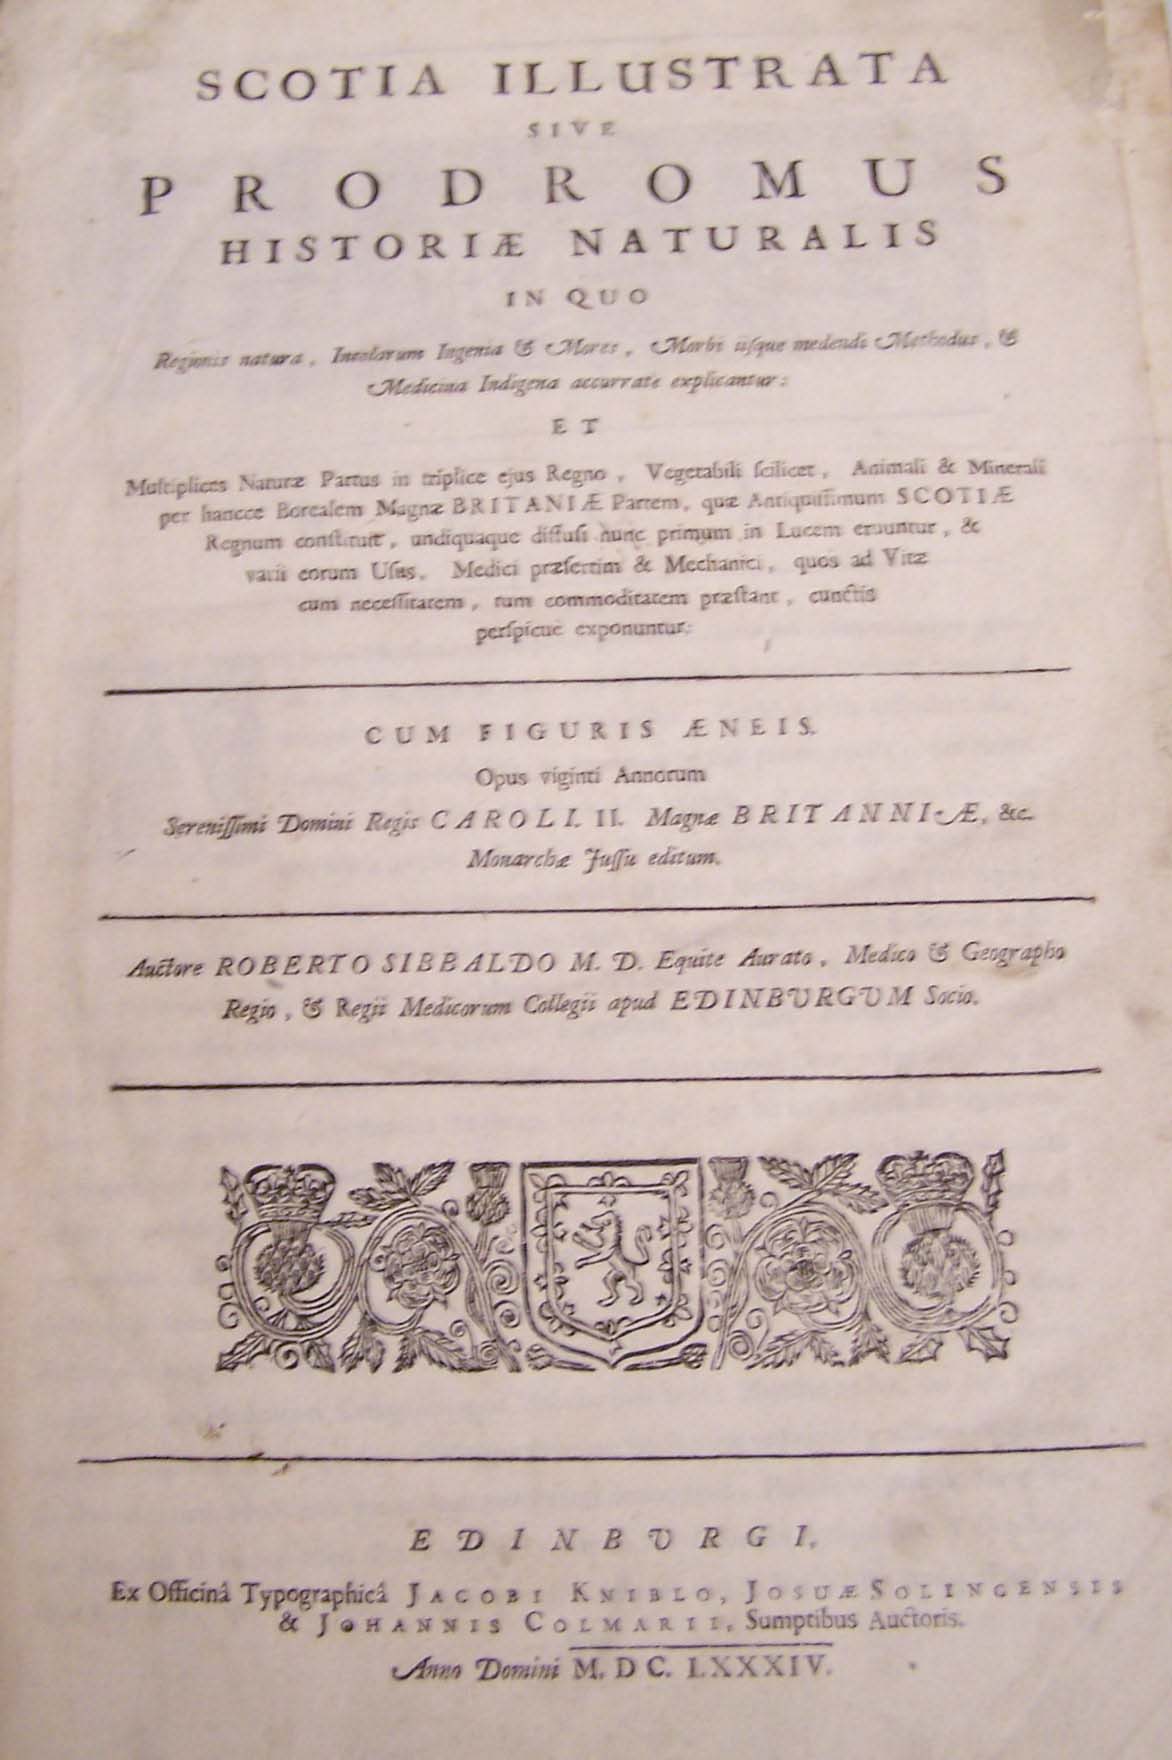 SCOTIA ILLUSTRATA
SIVE
PRODROMUS
HISTORIÆ NATURALIS
IN QUO
Regionis natura, Incolarum Ingenia & Mores, Morbi iisque medendi Methodus, &
Medicina Indigena accurate explicantur:
ET
Multiplices Naturæ Partus in triplice ejus Regno, Vegetabili scilicet, Animali & Minerali
per hancce Borealem Magnæ BRITANIÆ Partem, quæ Antiquissimum SCOTIÆ
Regnum constituit, undiquaque diffusi nunc primum in Lucem eruuntur, &
varii eorum Usus, Medici præsertim & Mechanici, quos ad Vitæ
cum necessitatem, tum commoditatem præstant, cunctis
perspicue exponuntur:
CUM FIGURIS ÆNEIS.
Opus viginti Annorum
Serenissimi Domini Regis CAROLI. II. Magnæ BRITANNIÆ, &c.
Monarchæ Jussu editum.
Auctore ROBERTO SIBBALDO M. D. Equite Aurato, Medico & Geographo
Regio, & Regii Medicorum Collegii apud EDINBURGUM Socio.
EDINBURGI,
Ex Officinâ Typographicâ JACOBI KNIBLO, JOSUÆ SOLINGENSIS
& JOHANNIS COLMARII, Sumptibus Auctoris.
Anno Domini M. DC. LXXXIV.